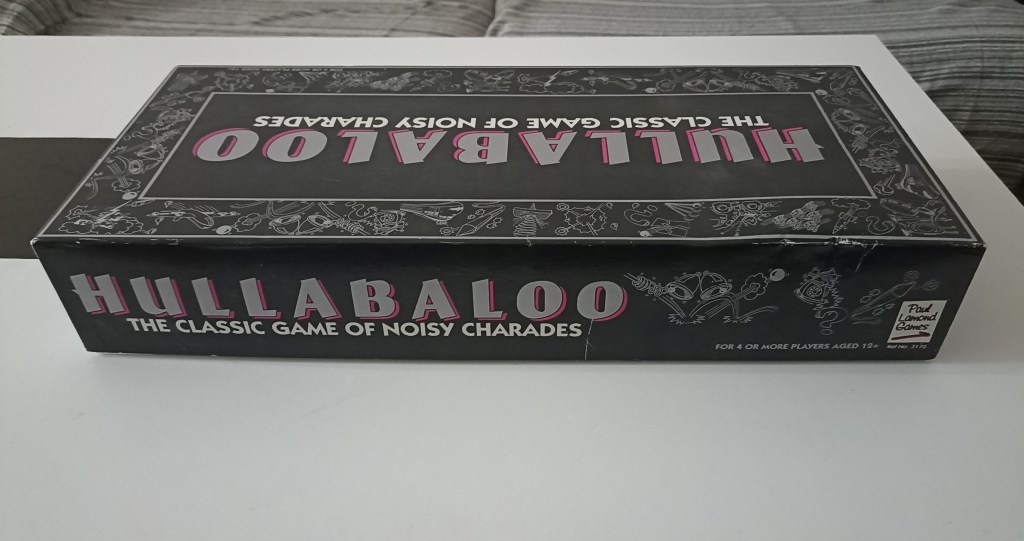 HULLABALOO
THE CLASSIC GAME OF NOISY CHARADES
HULLABALOO
THE CLASSIC GAME OF NOISY CHARADES
FOR 4 OR MORE PLAYERS AGED 12+
Paul
Lamond
Games